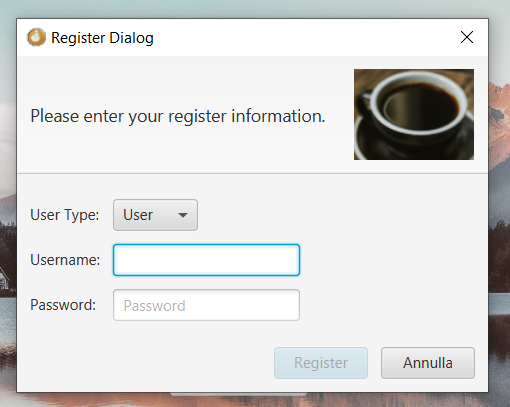 Register Dialog
Please enter your register information.
User Type: User
Username:
Password: Password
Register Annulla